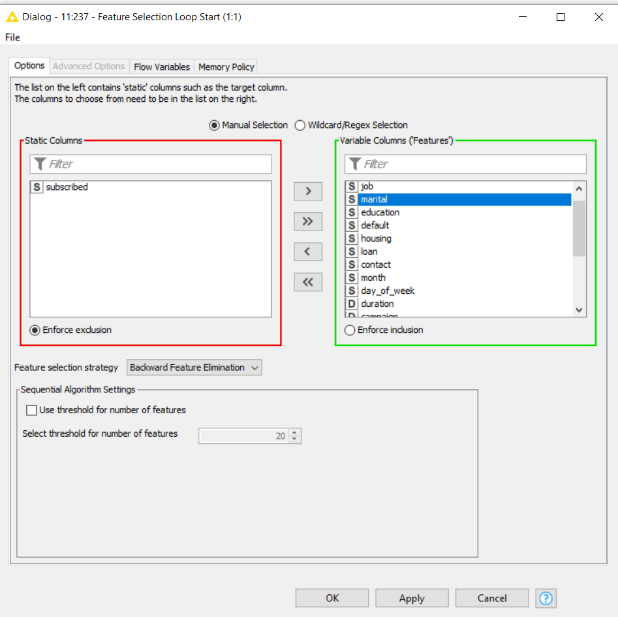 Dialog - 11:237 - Feature Selection Loop Start (1:1)
File
Options Advanced Options Flow Variables Memory Policy
The list on the left contains 'static' columns such as the target column.
The columns to choose from need to be in the list on the right.
Manual Selection Wildcard/Regex Selection
Static Columns
Filter
S subscribed
Enforce exclusion
>
>>
<
<<
Variable Columns ('Features')
Filter
S job
S marital
S education
S default
S housing
S loan
S contact
S month
S day_of_week
D duration
D campaign
Enforce inclusion
Feature selection strategy Backward Feature Elimination
Sequential Algorithm Settings
Use threshold for number of features
Select threshold for number of features 20
OK Apply Cancel ?